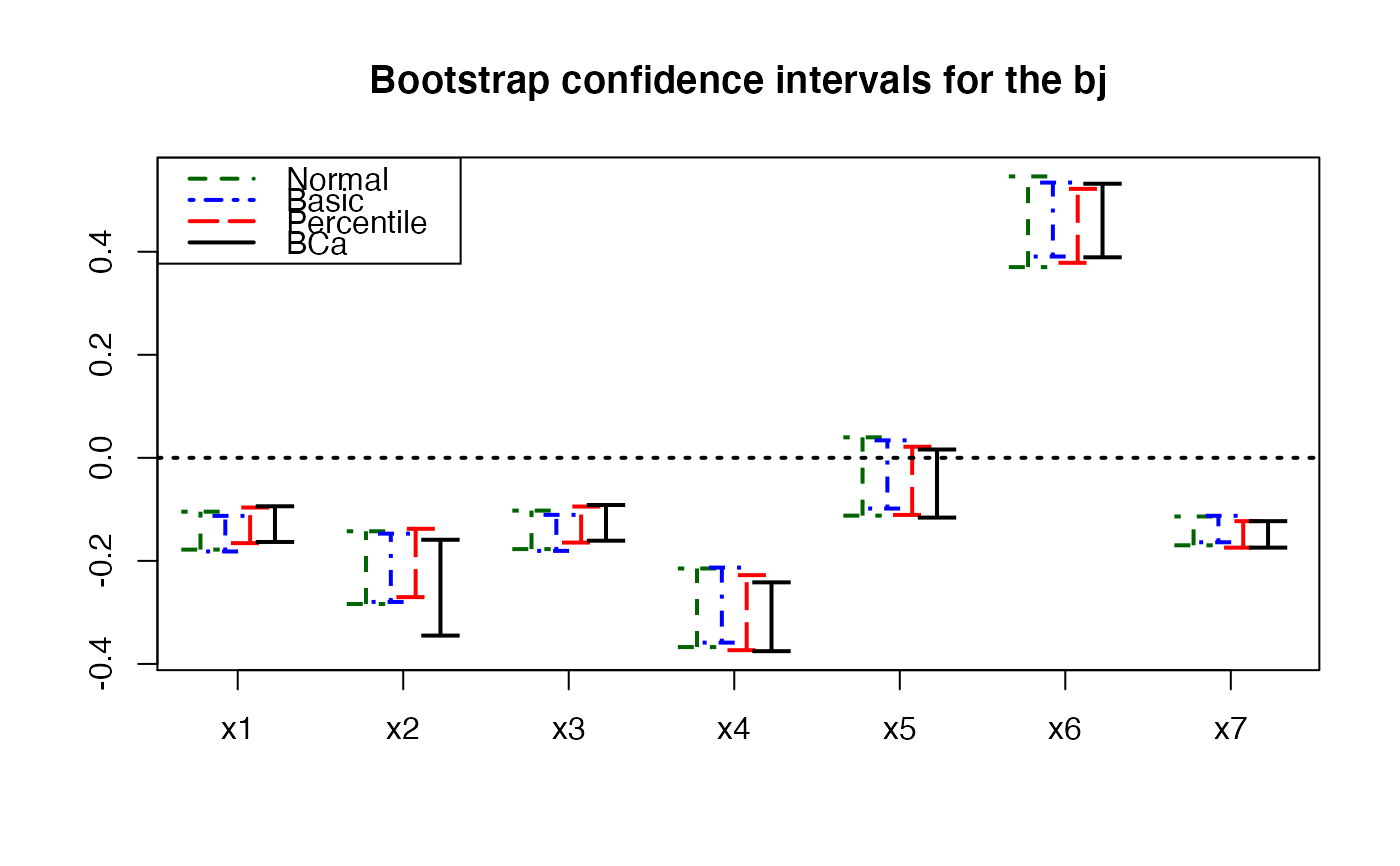 Bootstrap confidence intervals for the bj
Normal
Basic
Percentile
BCa
0.4
0.2
0.0
-0.2
-0.4
x1 x2 x3 x4 x5 x6 x7